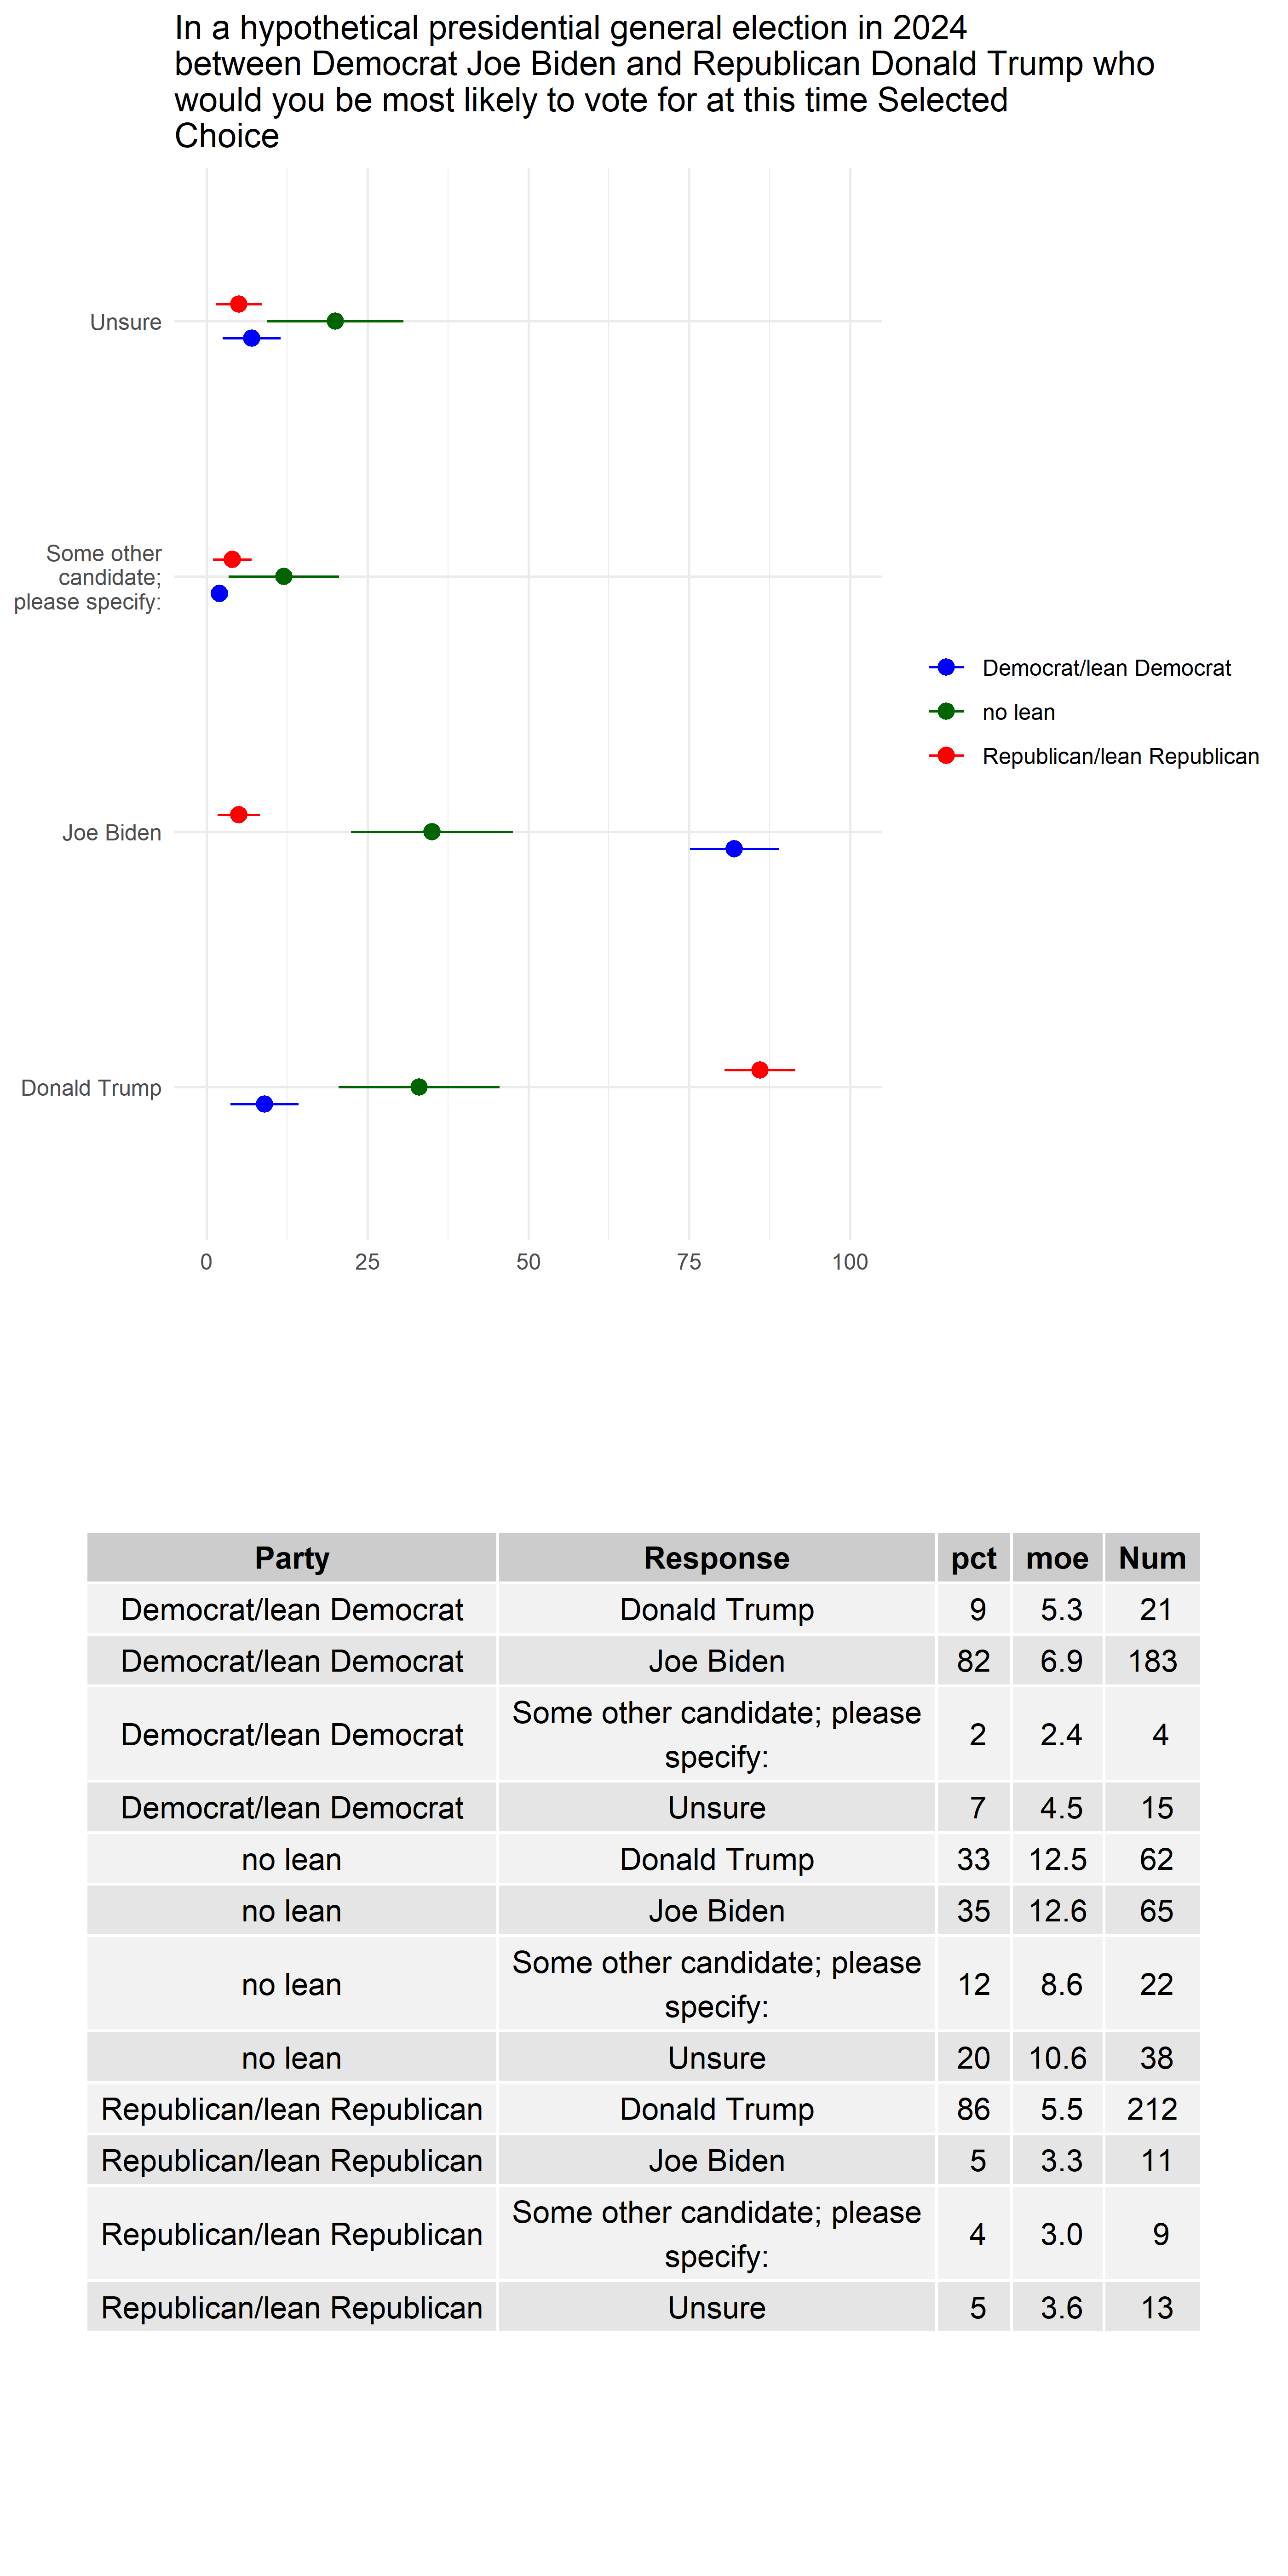 In a hypothetical presidential general election in 2024
between Democrat Joe Biden and Republican Donald Trump who
would you be most likely to vote for at this time Selected
Choice
Unsure
Some other
candidate;
please specify:
Joe Biden
Donald Trump
0 25 50 75 100
Democrat/lean Democrat
no lean
Republican/lean Republican
Party Response pct moe Num
Democrat/lean Democrat Donald Trump 9 5.3 21
Democrat/lean Democrat Joe Biden 82 6.9 183
Democrat/lean Democrat Some other candidate; please
specify: 2 2.4 4
Democrat/lean Democrat Unsure 7 4.5 15
no lean Donald Trump 33 12.5 62
no lean Joe Biden 35 12.6 65
no lean Some other candidate; please
specify: 12 8.6 22
no lean Unsure 20 10.6 38
Republican/lean Republican Donald Trump 86 5.5 212
Republican/lean Republican Joe Biden 5 3.3 11
Republican/lean Republican Some other candidate; please
specify: 4 3.0 9
Republican/lean Republican Unsure 5 3.6 13